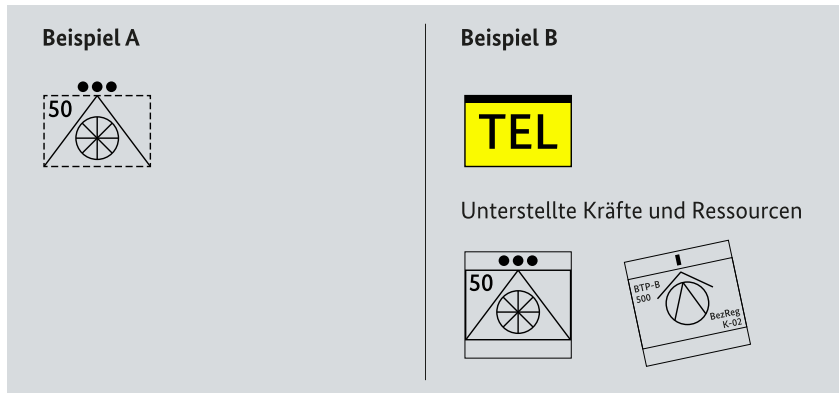 Beispiel A
50
Beispiel B
TEL
Unterstellte Kräfte und Ressourcen
50
BTP-B
500
BezReg
K-02